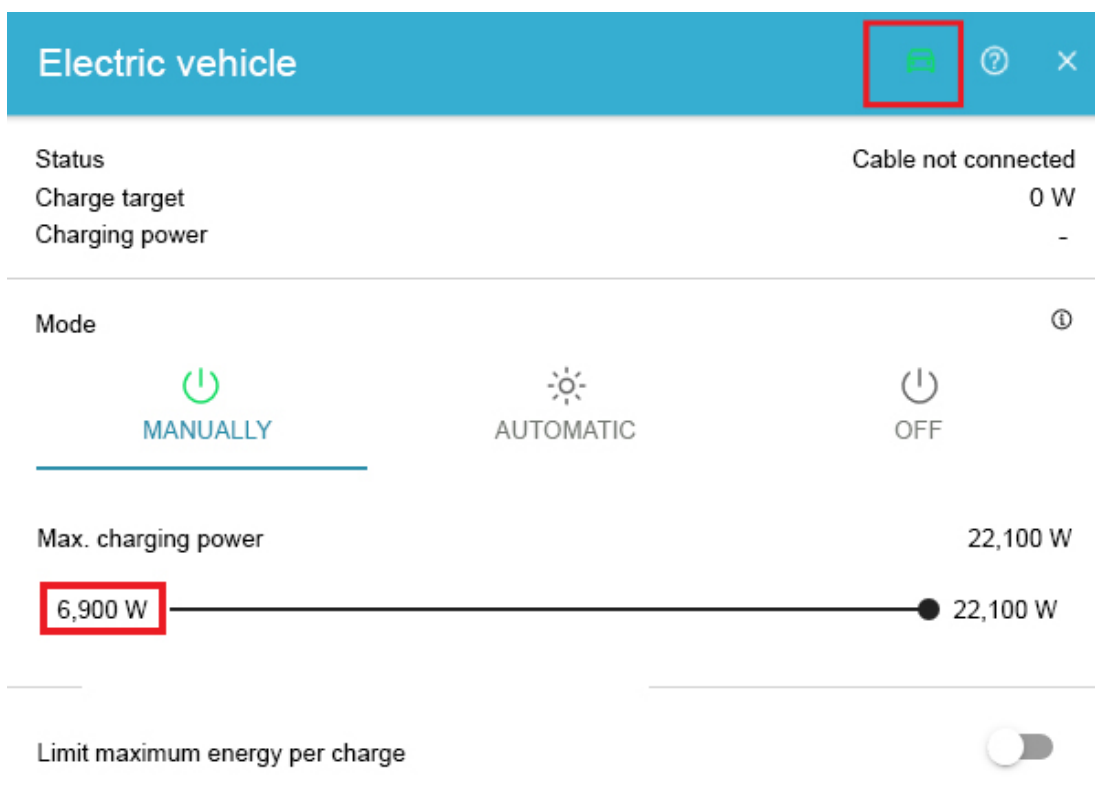 Electric vehicle
Status Cable not connected
Charge target 0 W
Charging power -
Mode
MANUALLY AUTOMATIC OFF
Max. charging power 22,100 W
6,900 W 22,100 W
Limit maximum energy per charge